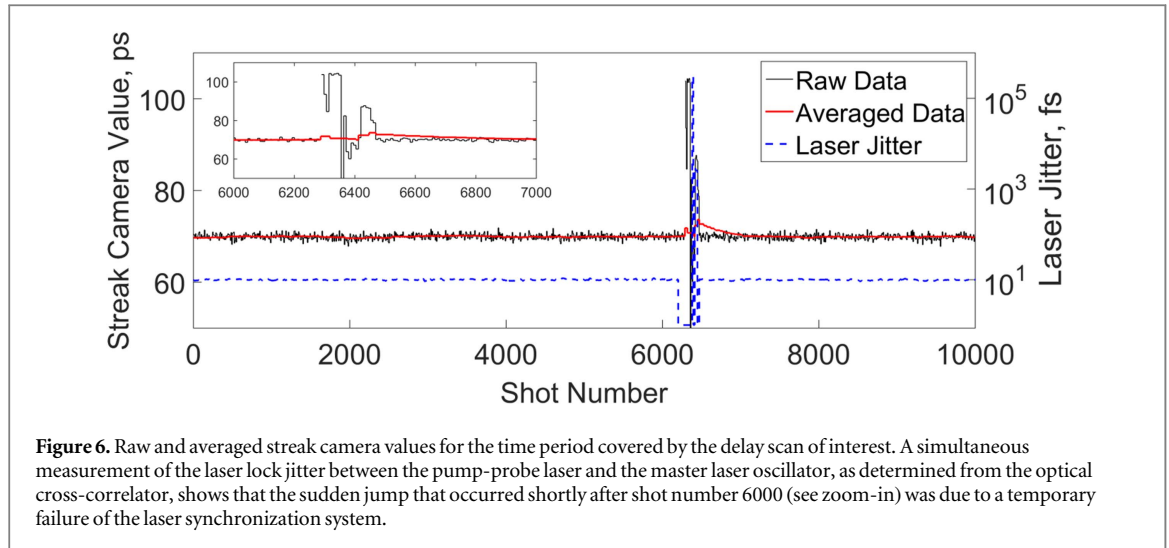 Streak Camera Value, ps
100
80
60
100
80
60
6000 6200 6400 6600 6800 7000
Raw Data
Averaged Data
Laser Jitter
10^5
10^3
10^1
Laser Jitter, fs
0 2000 4000 6000 8000 10000
Shot Number
Figure 6. Raw and averaged streak camera values for the time period covered by the delay scan of interest. A simultaneous
measurement of the laser lock jitter between the pump-probe laser and the master laser oscillator, as determined from the optical
cross-correlator, shows that the sudden jump that occurred shortly after shot number 6000 (see zoom-in) was due to a temporary
failure of the laser synchronization system.